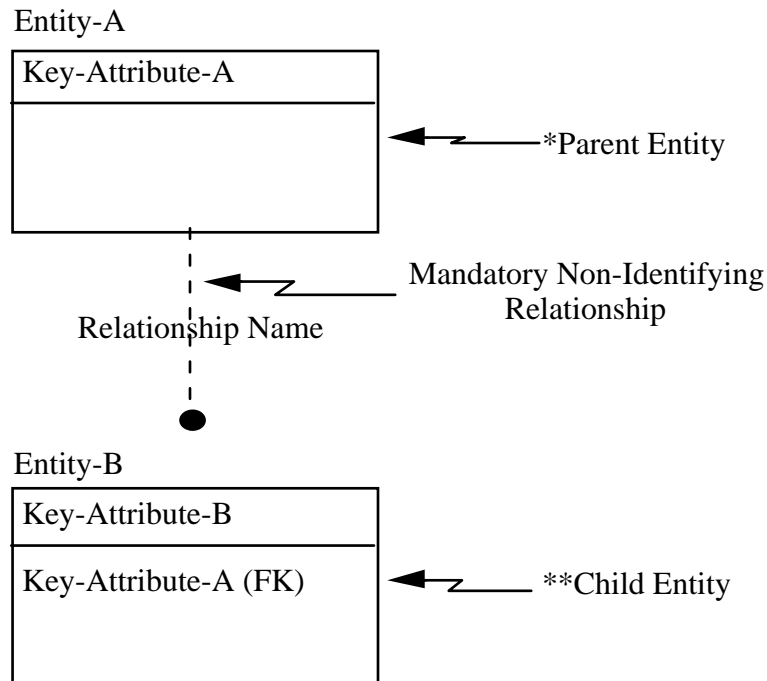 Entity-A
Key-Attribute-A
*Parent Entity
Mandatory Non-Identifying
Relationship
Relationship Name
Entity-B
Key-Attribute-B
Key-Attribute-A (FK)
**Child Entity